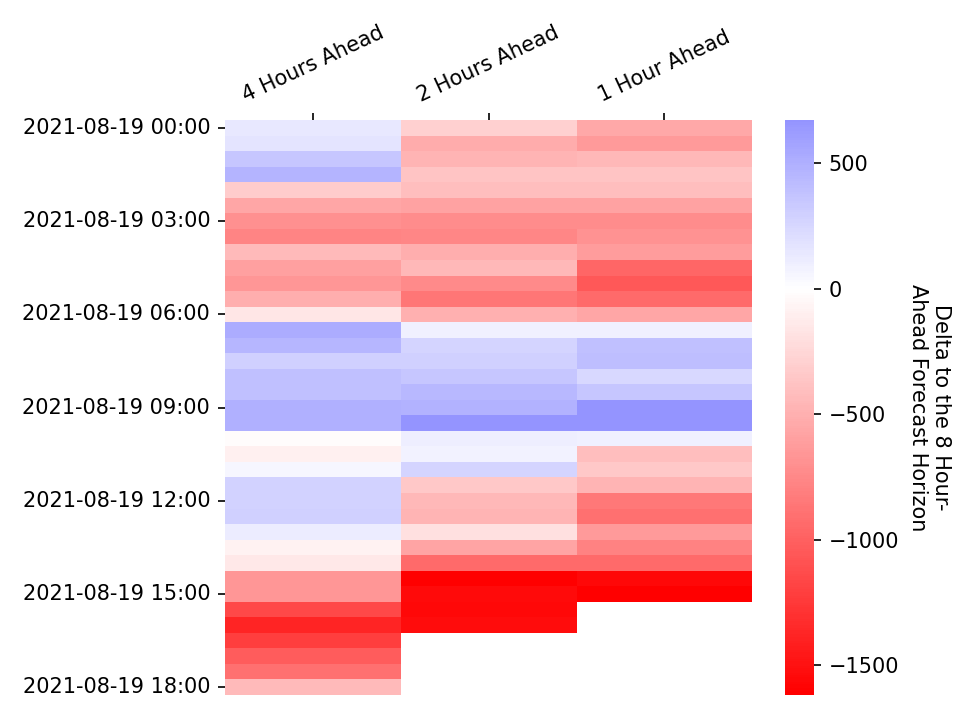 4 Hours Ahead
2 Hours Ahead
1 Hour Ahead
2021-08-19 00:00
2021-08-19 03:00
2021-08-19 06:00
2021-08-19 09:00
2021-08-19 12:00
2021-08-19 15:00
2021-08-19 18:00
500
0
−500
−1000
−1500
Delta to the 8 Hour-
Ahead Forecast Horizon